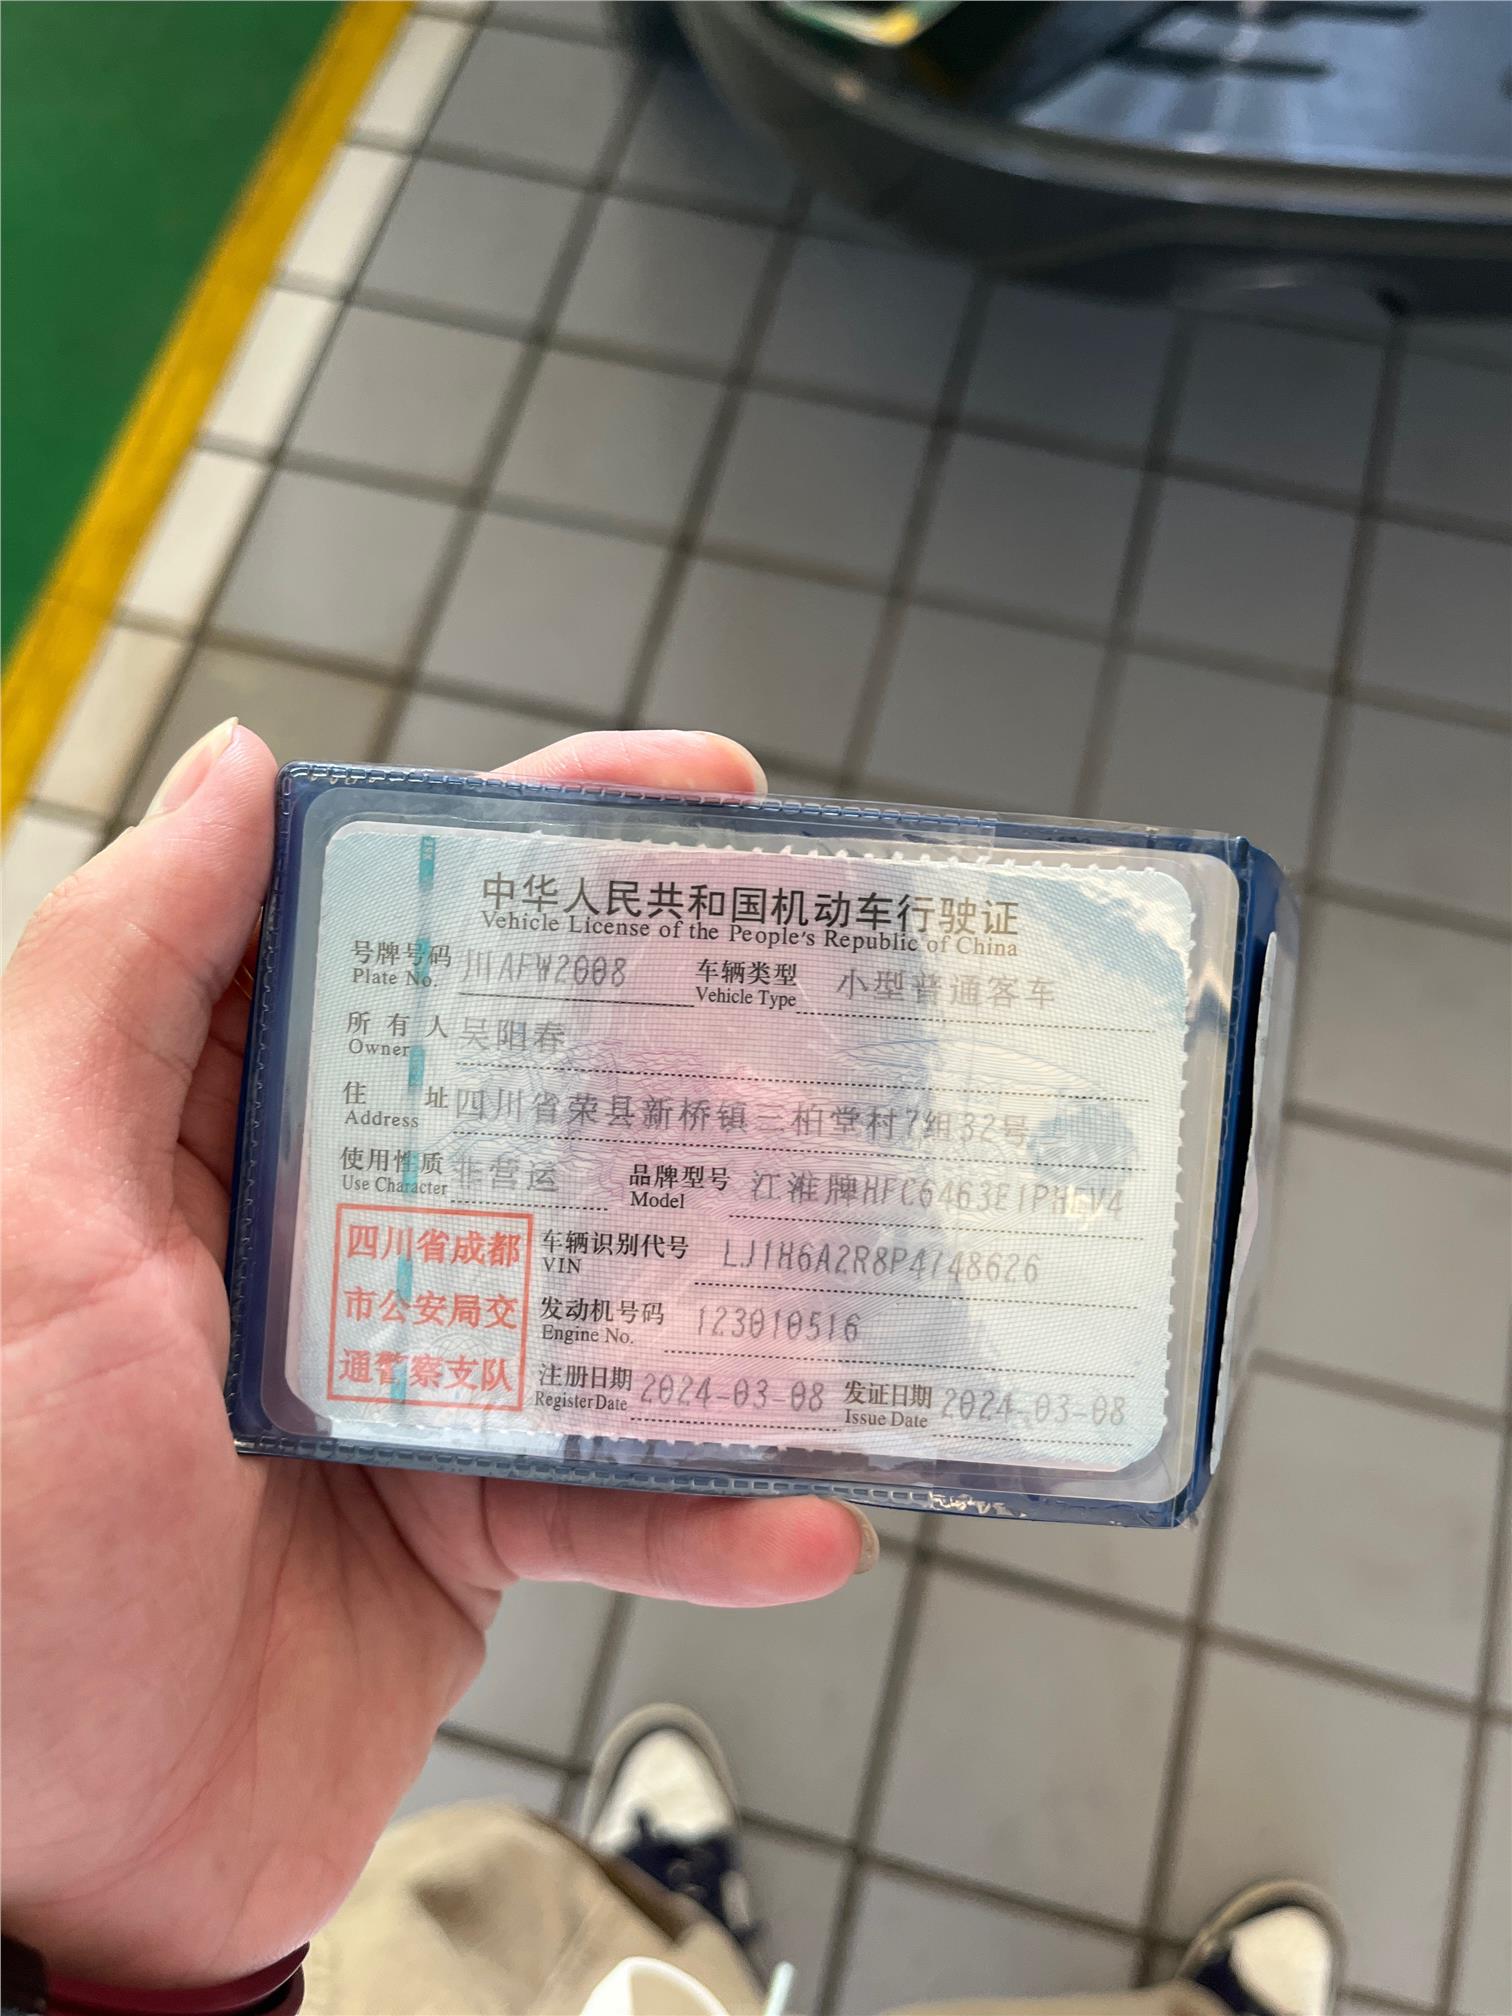 中华人民共和国机动车行驶证
Vehicle License of the People's Republic of China
号牌号码 川AFW2008 车辆类型 小型普通客车
Plate No. Vehicle Type
所有人 吴阳春
Owner
住址 四川省荣县新桥镇三柏堂村7组32号
Address
使用性质 非营运 品牌型号 江淮牌HFC6463E1PHEV4
Use Character Model
四川省成都
市公安局交
通警察支队
车辆识别代号 LJ1H6A2R8P4748626
VIN
发动机号码 123010516
Engine No.
注册日期 2024-03-08 发证日期 2024-03-08
Register Date Issue Date